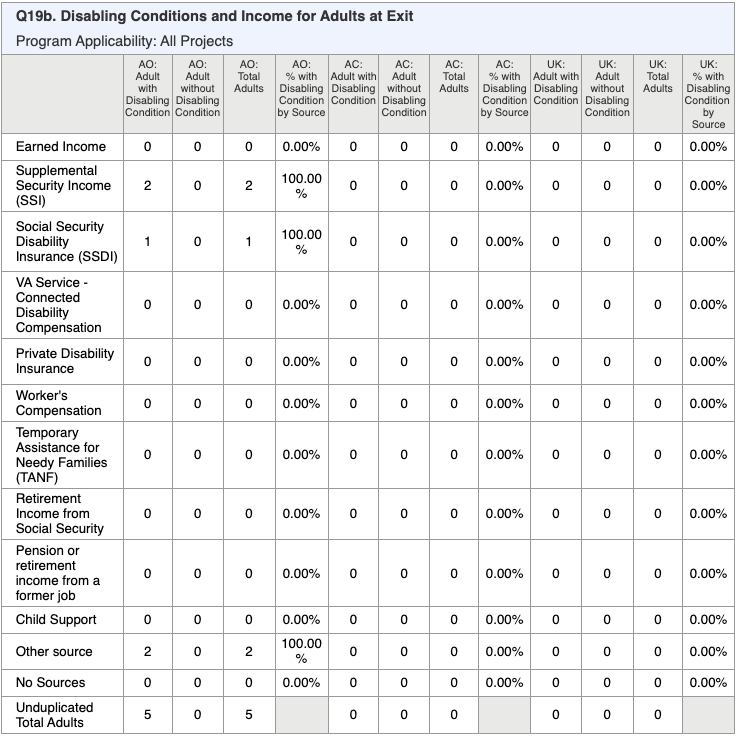 Q19b. Disabling Conditions and Income for Adults at Exit
Program Applicability: All Projects
AO: Adult with Disabling Condition | AO: Adult without Disabling Condition | AO: Total Adults | AO: % with Disabling Condition by Source | AC: Adult with Disabling Condition | AC: Adult without Disabling Condition | AC: Total Adults | AC: % with Disabling Condition by Source | UK: Adult with Disabling Condition | UK: Adult without Disabling Condition | UK: Total Adults | UK: % with Disabling Condition by Source
Earned Income 0 0 0 0.00% 0 0 0 0.00% 0 0 0 0.00%
Supplemental Security Income (SSI) 2 0 2 100.00% 0 0 0 0.00% 0 0 0 0.00%
Social Security Disability Insurance (SSDI) 1 0 1 100.00% 0 0 0 0.00% 0 0 0 0.00%
VA Service - Connected Disability Compensation 0 0 0 0.00% 0 0 0 0.00% 0 0 0 0.00%
Private Disability Insurance 0 0 0 0.00% 0 0 0 0.00% 0 0 0 0.00%
Worker's Compensation 0 0 0 0.00% 0 0 0 0.00% 0 0 0 0.00%
Temporary Assistance for Needy Families (TANF) 0 0 0 0.00% 0 0 0 0.00% 0 0 0 0.00%
Retirement Income from Social Security 0 0 0 0.00% 0 0 0 0.00% 0 0 0 0.00%
Pension or retirement income from a former job 0 0 0 0.00% 0 0 0 0.00% 0 0 0 0.00%
Child Support 0 0 0 0.00% 0 0 0 0.00% 0 0 0 0.00%
Other source 2 0 2 100.00% 0 0 0 0.00% 0 0 0 0.00%
No Sources 0 0 0 0.00% 0 0 0 0.00% 0 0 0 0.00%
Unduplicated Total Adults 5 0 5 0 0 0 0 0 0